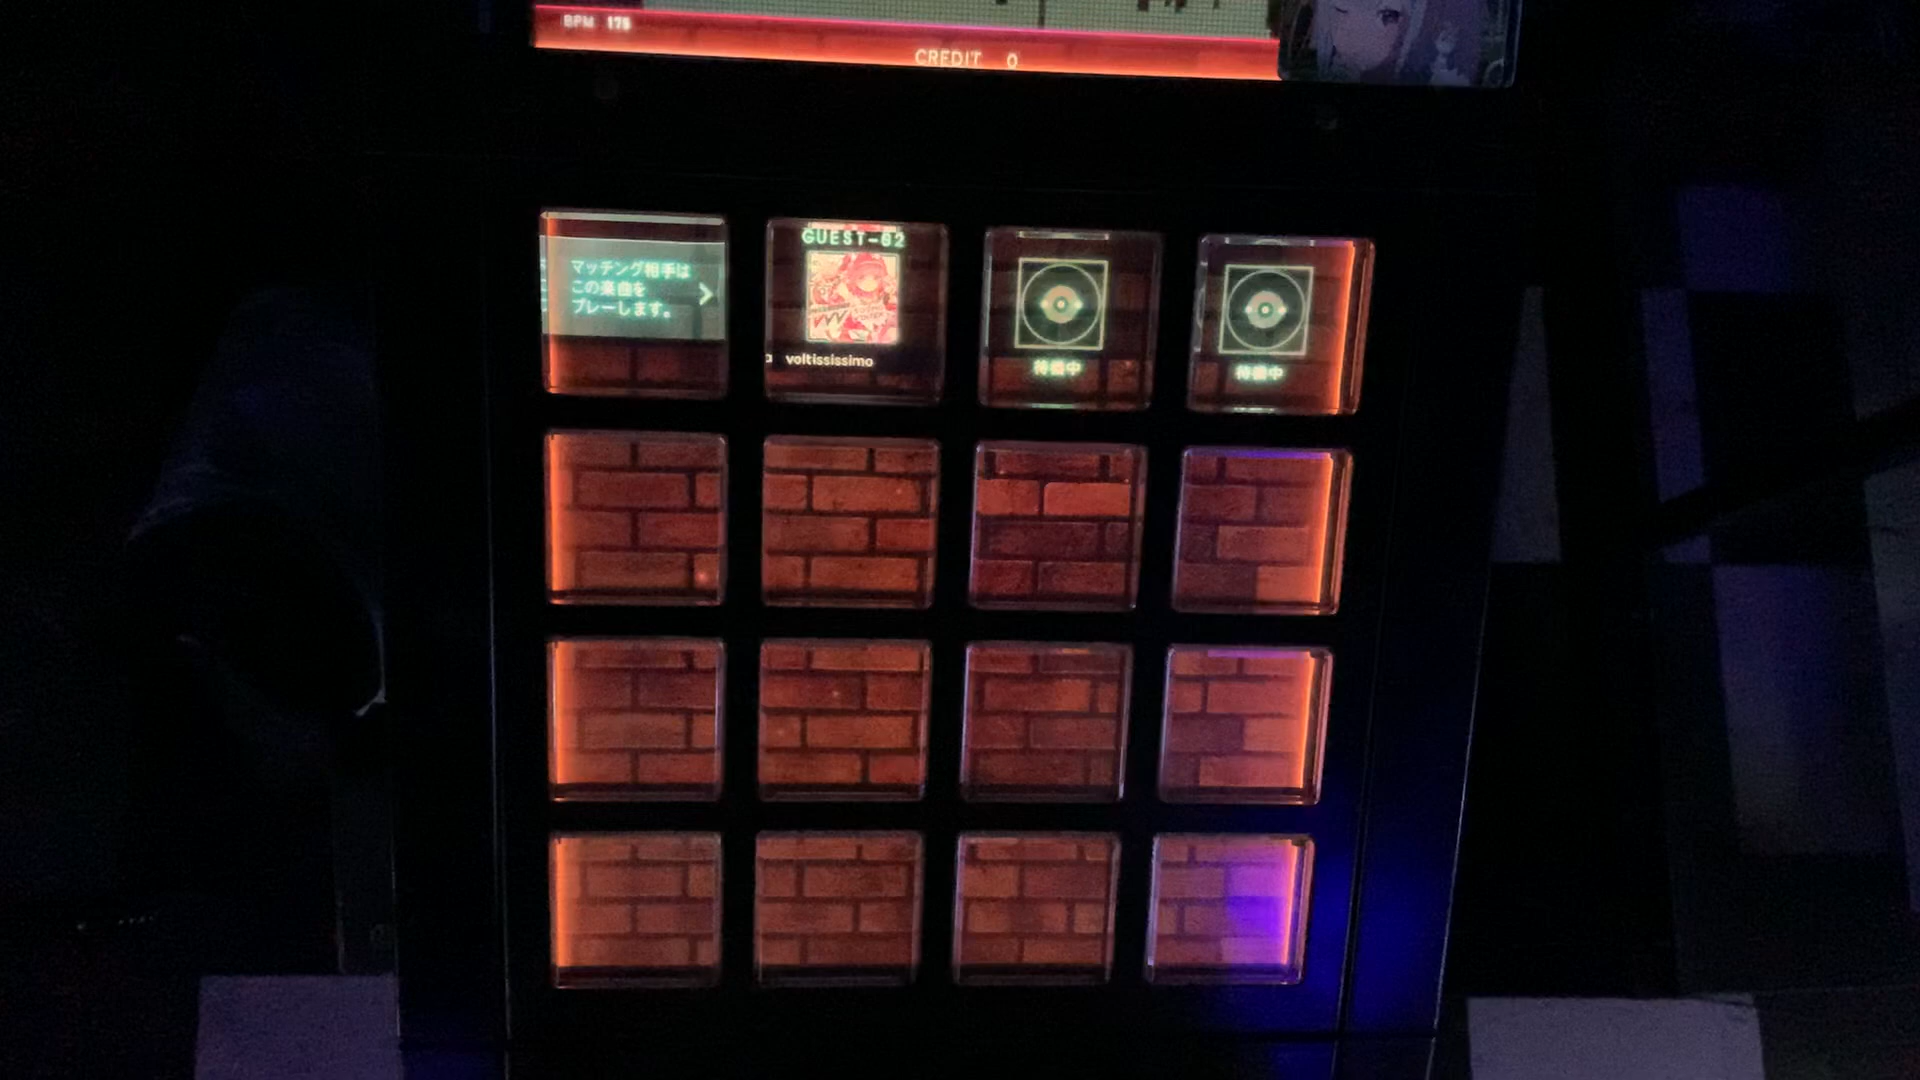 BPM 175
CREDIT 0
マッチング相手は
この楽曲を
プレーします。
GUEST-02
voltississimo
待機中
待機中